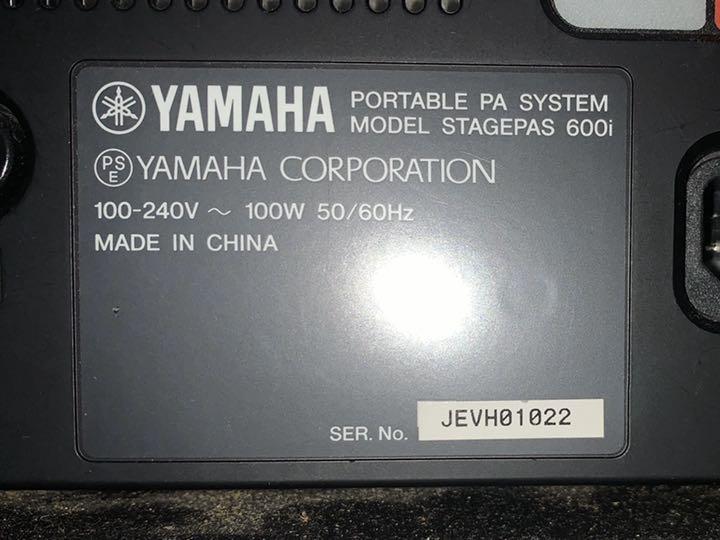 YAMAHA PORTABLE PA SYSTEM
MODEL STAGEPAS 600i
PSE YAMAHA CORPORATION
100-240V ~ 100W 50/60Hz
MADE IN CHINA
SER. No. JEVH01022